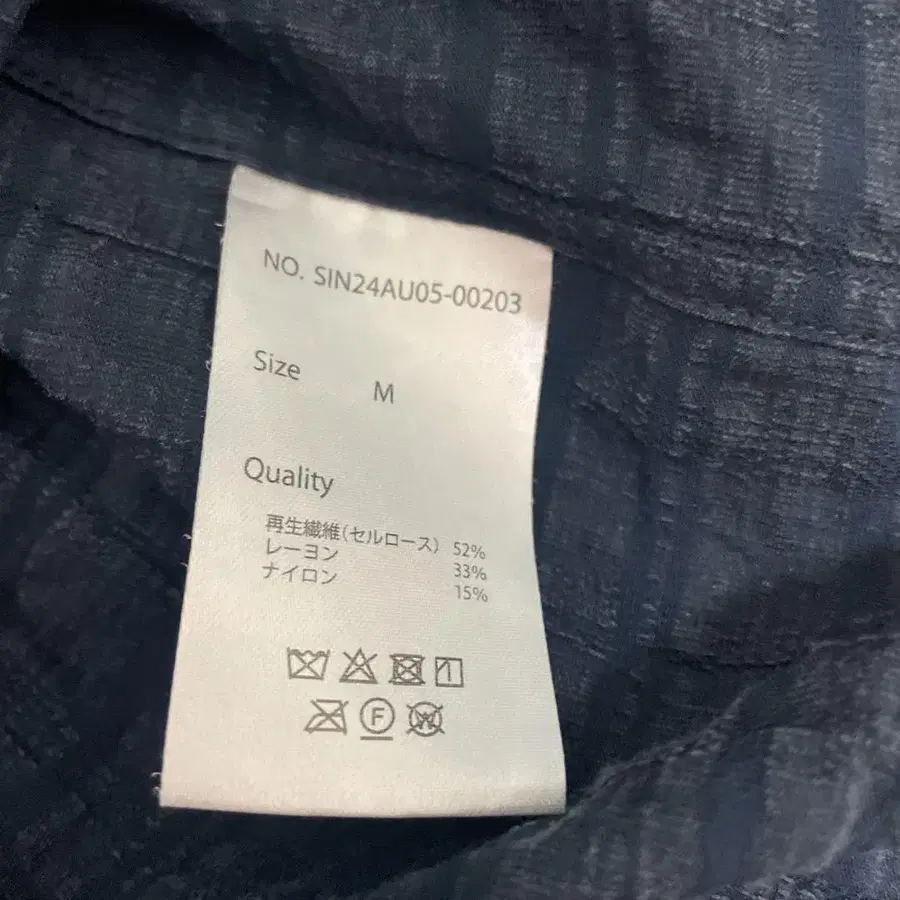 NO. SIN24AU05-00203
Size M
Quality
再生繊維(セルロース) 52%
レーヨン 33%
ナイロン 15%
F W